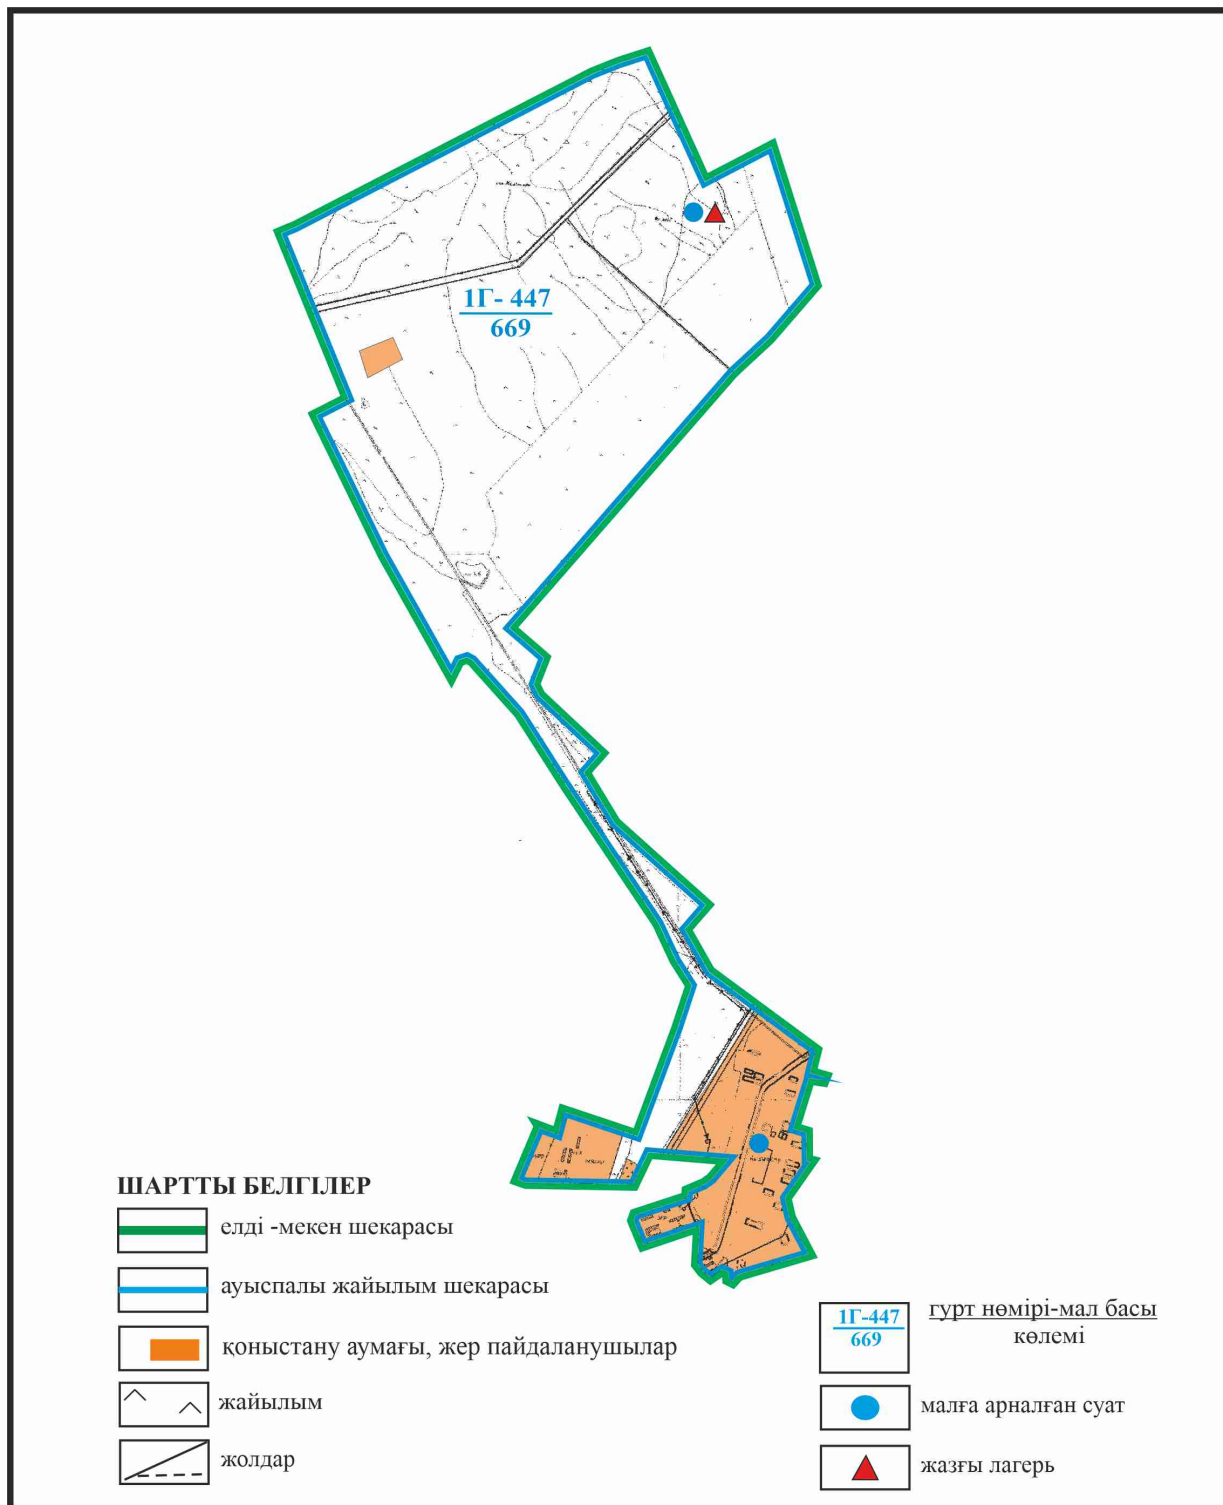 1Г- 447
669
ШАРТТЫ БЕЛГІЛЕР
елді -мекен шекарасы
ауыспалы жайылым шекарасы
қоныстану аумағы, жер пайдаланушылар
жайылым
жолдар
1Г-447
669
гурт нөмірі-мал басы
көлемі
малға арналған суат
жазғы лагерь